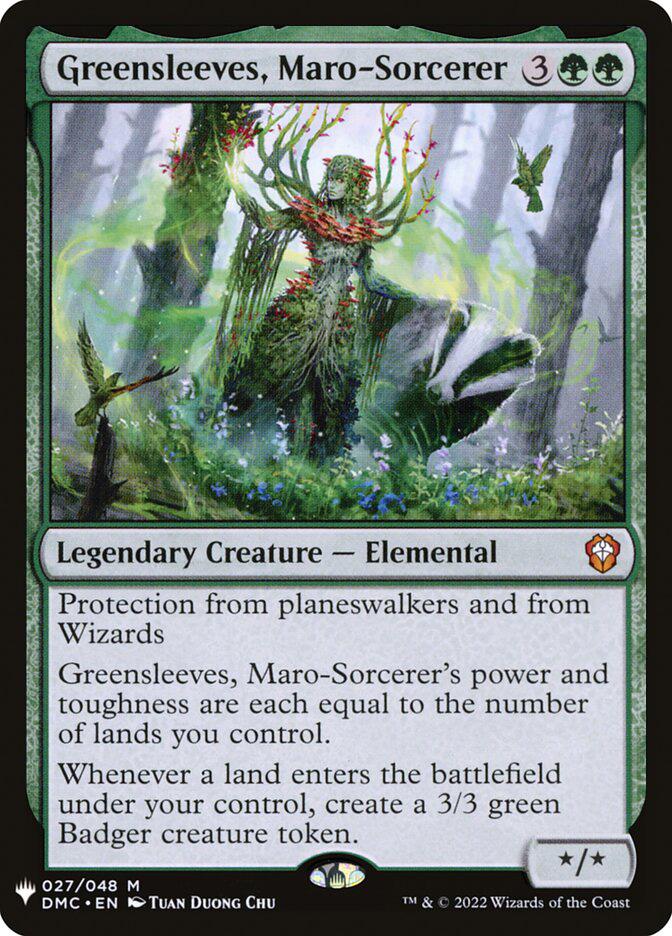 Greensleeves, Maro-Sorcerer 3
Legendary Creature — Elemental
Protection from planeswalkers and from
Wizards
Greensleeves, Maro-Sorcerer's power and
toughness are each equal to the number
of lands you control.
Whenever a land enters the battlefield
under your control, create a 3/3 green
Badger creature token.
★/★
027/048 M
DMC • EN Tuan Duong Chu
™ & © 2022 Wizards of the Coast